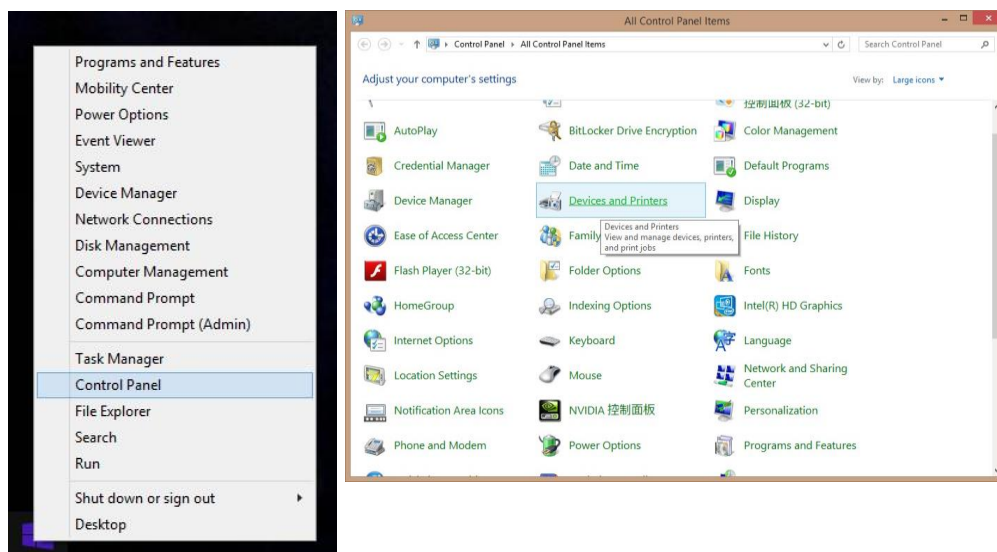 Programs and Features
Mobility Center
Power Options
Event Viewer
System
Device Manager
Network Connections
Disk Management
Computer Management
Command Prompt
Command Prompt (Admin)
Task Manager
Control Panel
File Explorer
Search
Run
Shut down or sign out
Desktop
All Control Panel Items
Control Panel All Control Panel Items Search Control Panel
Adjust your computer's settings View by: Large icons
控制面板 (32-bit)
AutoPlay BitLocker Drive Encryption Color Management
Credential Manager Date and Time Default Programs
Device Manager Devices and Printers Display
Devices and Printers
Ease of Access Center Family View and manage devices, printers, File History
and print jobs
Flash Player (32-bit) Folder Options Fonts
HomeGroup Indexing Options Intel(R) HD Graphics
Internet Options Keyboard Language
Location Settings Mouse Network and Sharing
Center
Notification Area Icons NVIDIA 控制面板 Personalization
Phone and Modem Power Options Programs and Features